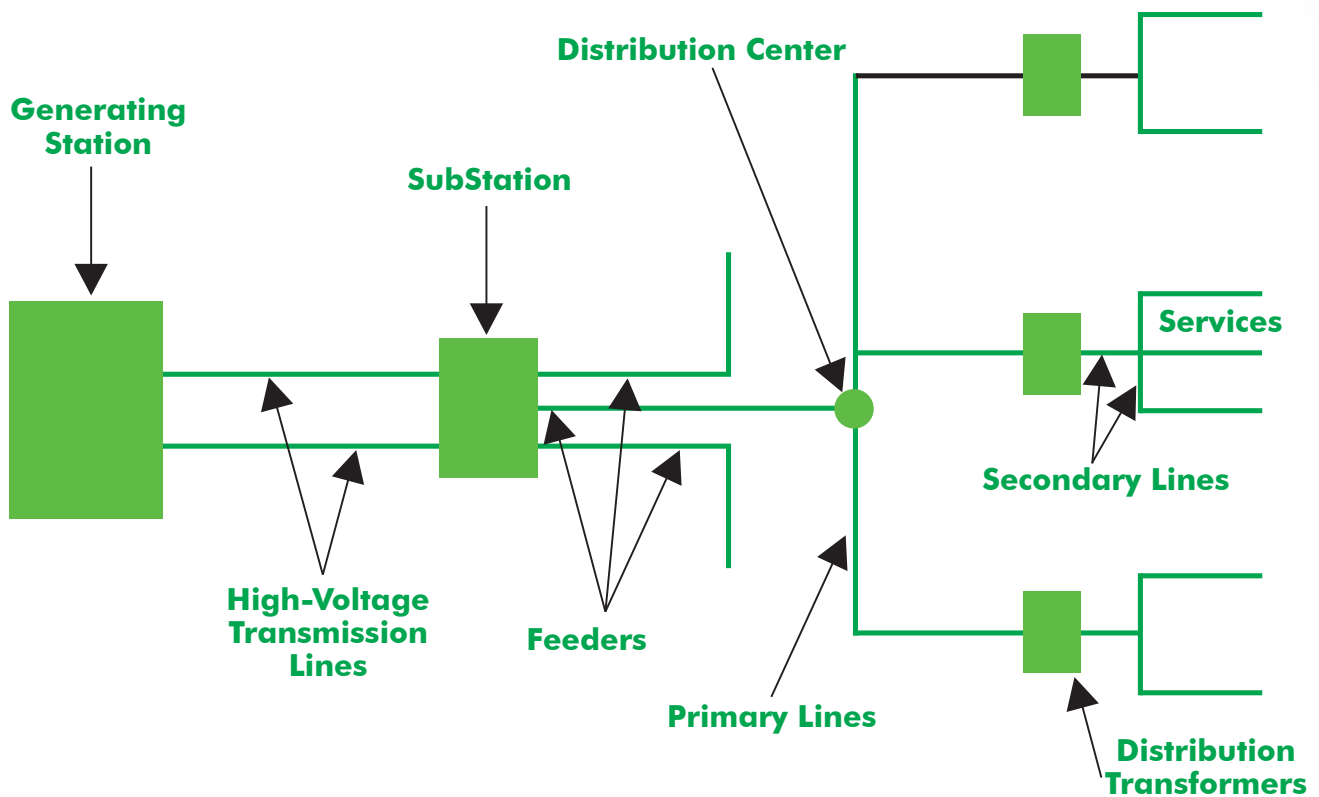 Distribution Center
Generating
Station
SubStation
Services
Secondary Lines
High-Voltage
Transmission
Lines
Feeders
Primary Lines
Distribution
Transformers